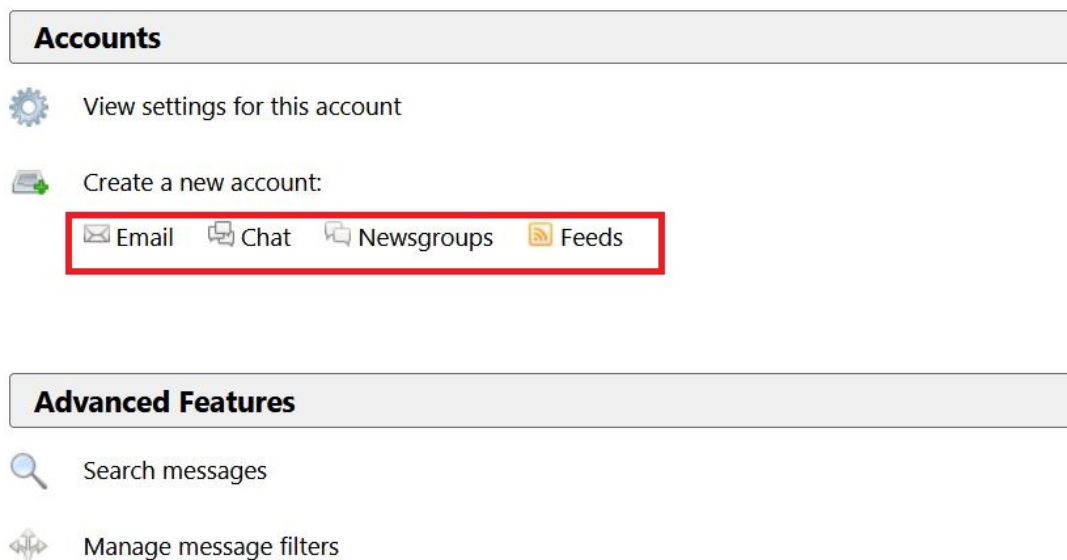 Accounts
View settings for this account
Create a new account:
Email Chat Newsgroups Feeds
Advanced Features
Search messages
Manage message filters